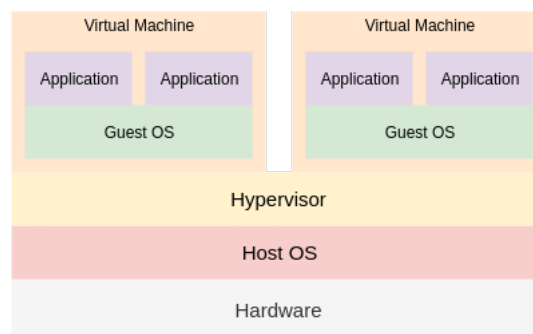 Virtual Machine
Virtual Machine
Application
Application
Application
Application
Guest OS
Guest OS
Hypervisor
Host OS
Hardware